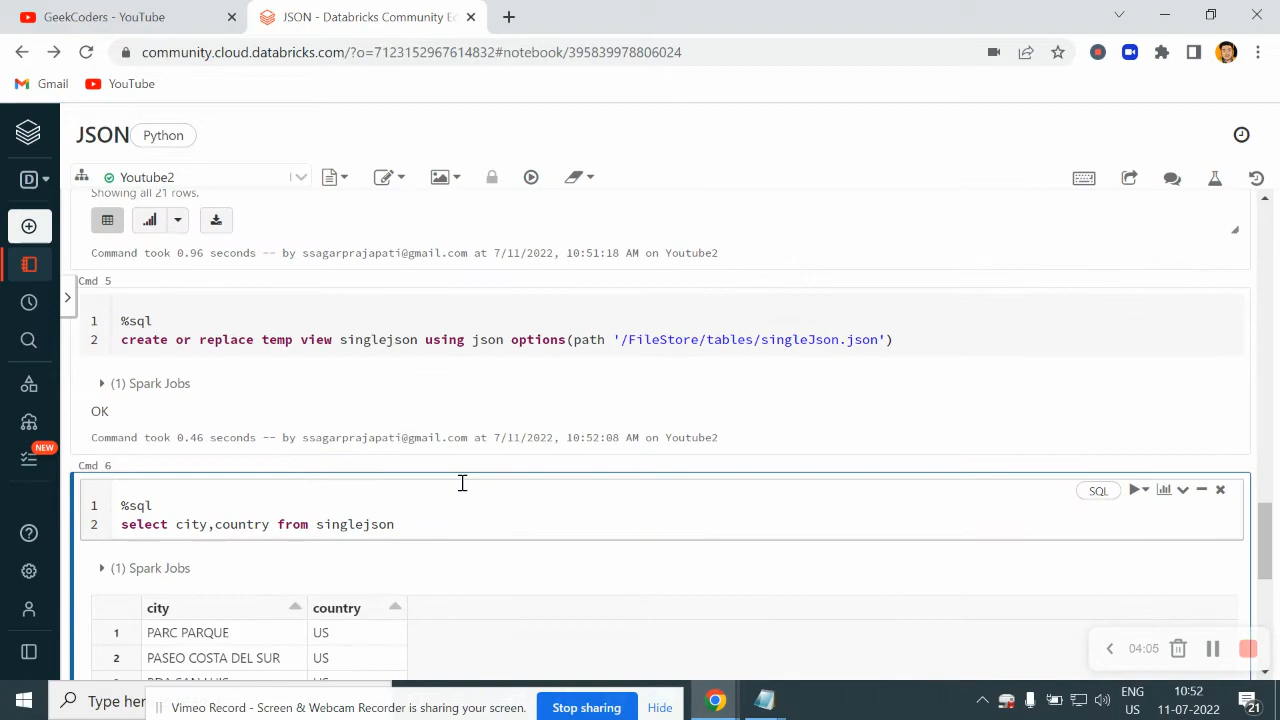 GeekCoders - YouTube
JSON - Databricks Community Ed
community.cloud.databricks.com/?o=7123152967614832#notebook/395839978806024
Gmail
YouTube
JSON
Python
D
Youtube2
Showing all 21 rows.
Command took 0.96 seconds -- by ssagarprajapati@gmail.com at 7/11/2022, 10:51:18 AM on Youtube2
Cmd 5
1 %sql
2 create or replace temp view singlejson using json options(path '/FileStore/tables/singleJson.json')
(1) Spark Jobs
OK
Command took 0.46 seconds -- by ssagarprajapati@gmail.com at 7/11/2022, 10:52:08 AM on Youtube2
NEW
Cmd 6
SQL
1 %sql
2 select city,country from singlejson
(1) Spark Jobs
city country
1 PARC PARQUE US
2 PASEO COSTA DEL SUR US
04:05
Type her
Vimeo Record - Screen & Webcam Recorder is sharing your screen.
Stop sharing
Hide
ENG
US
10:52
11-07-2022
21